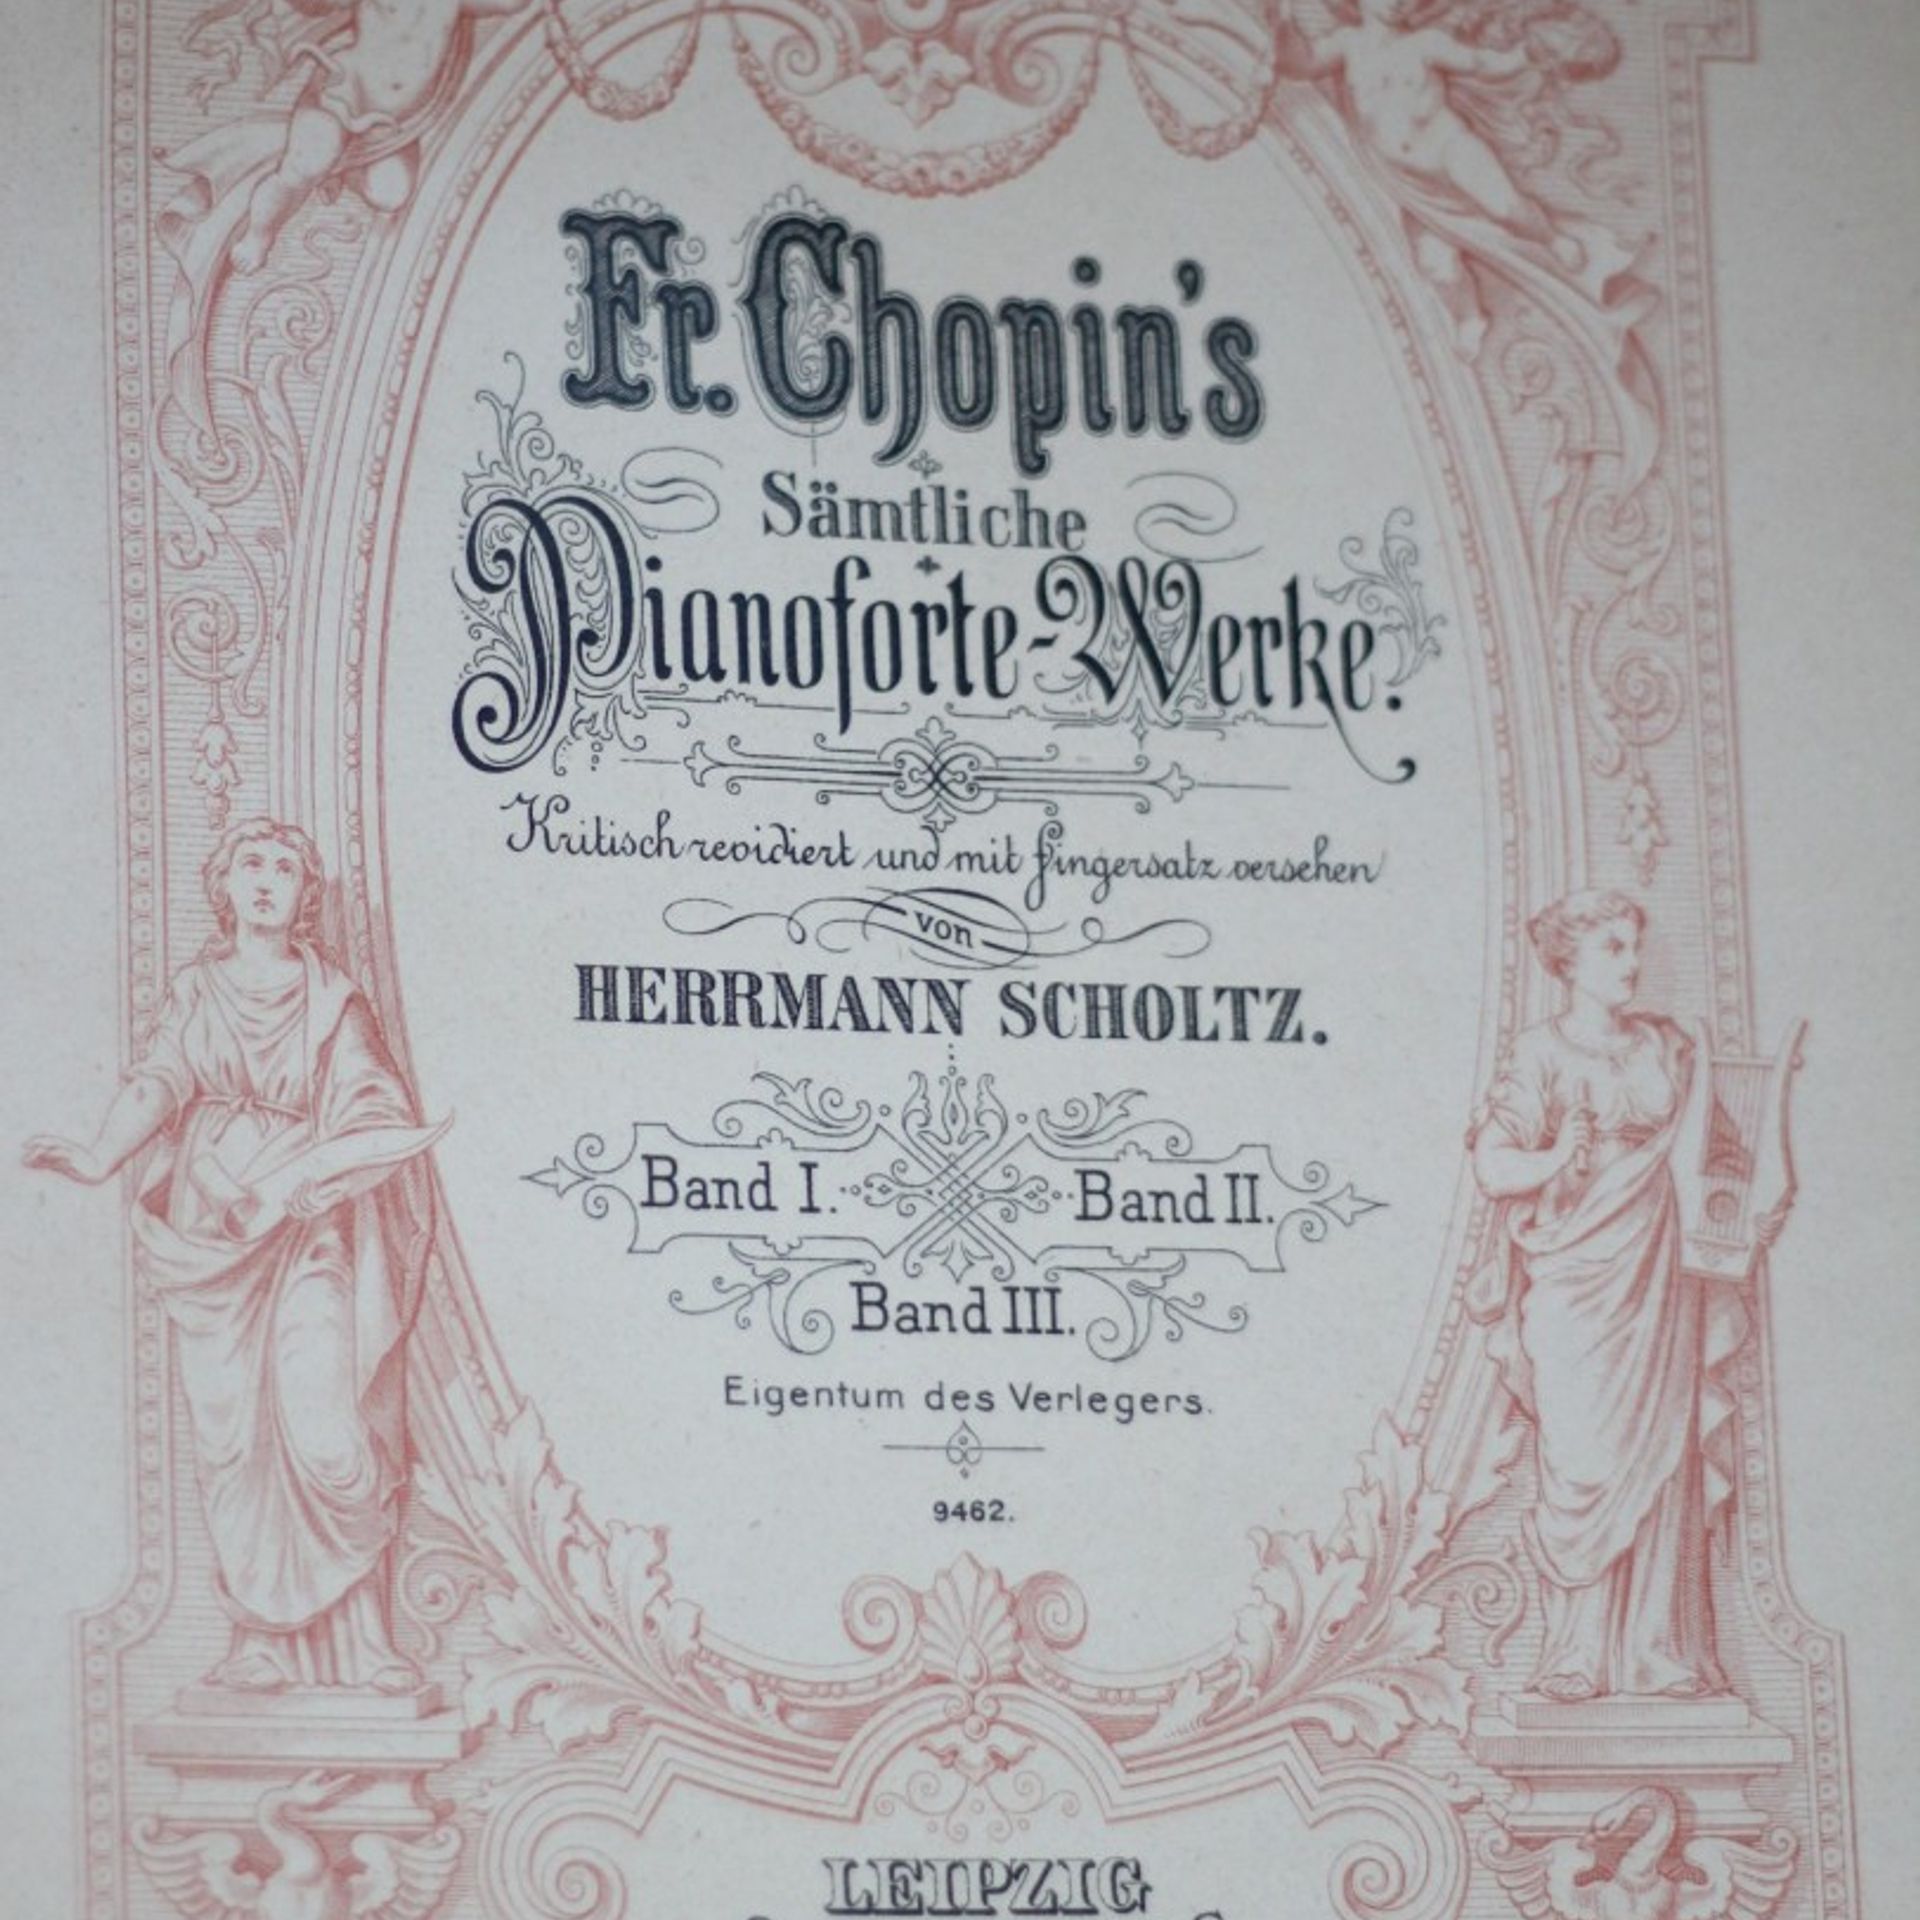 Fr. Chopin's
Sämtliche
Pianoforte-Werke.
Kritisch revidiert und mit Fingersatz versehen
von
HERRMANN SCHOLTZ.
Band I. Band II.
Band III.
Eigentum des Verlegers.
9462.
LEIPZIG